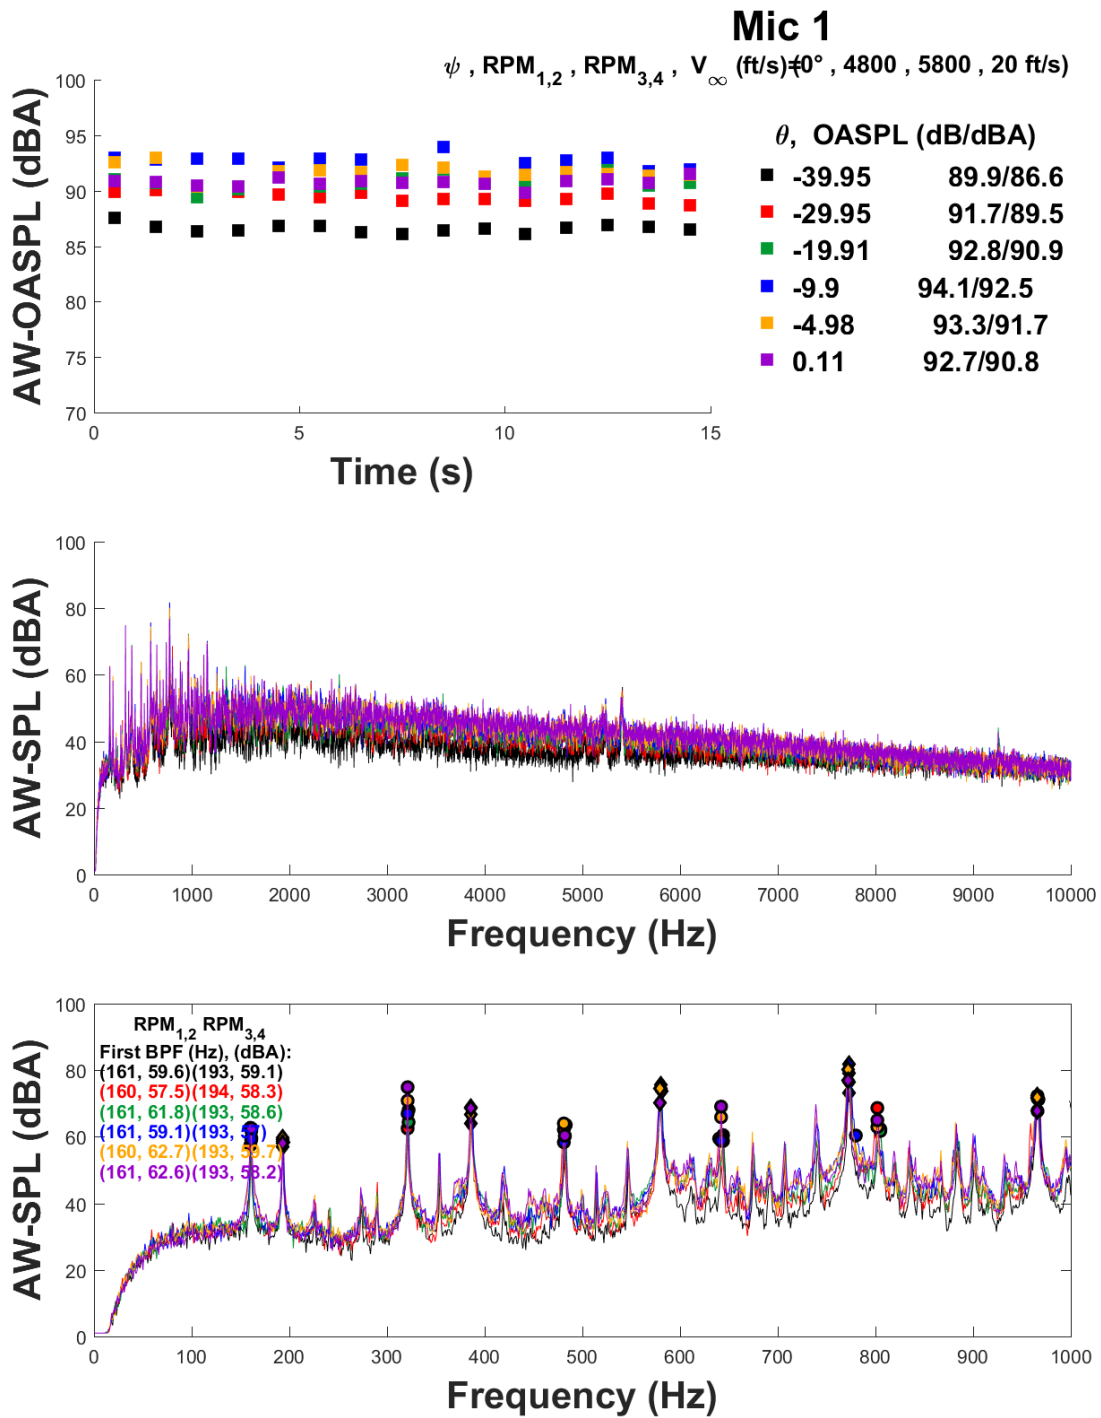 Mic 1
ψ , RPM1,2 , RPM3,4 , V∞ (ft/s)=(0° , 4800 , 5800 , 20 ft/s)
θ, OASPL (dB/dBA)
-39.95 89.9/86.6
-29.95 91.7/89.5
-19.91 92.8/90.9
-9.9 94.1/92.5
-4.98 93.3/91.7
0.11 92.7/90.8
AW-OASPL (dBA)
100
95
90
85
80
75
70
0 5 10 15
Time (s)
AW-SPL (dBA)
100
80
60
40
20
0
0 1000 2000 3000 4000 5000 6000 7000 8000 9000 10000
Frequency (Hz)
AW-SPL (dBA)
100
80
60
40
20
0
RPM1,2 RPM3,4
First BPF (Hz), (dBA):
(161, 59.6)(193, 59.1)
(160, 57.5)(194, 58.3)
(161, 61.8)(193, 58.6)
(161, 59.1)(193,
(160, 62.7)(193, 59.7)
(161, 62.6)(193, 58.2)
0 100 200 300 400 500 600 700 800 900 1000
Frequency (Hz)